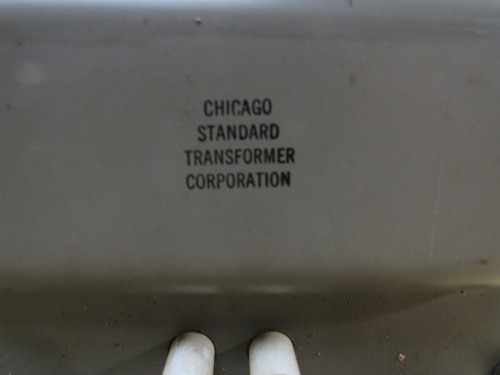 CHICAGO
STANDARD
TRANSFORMER
CORPORATION